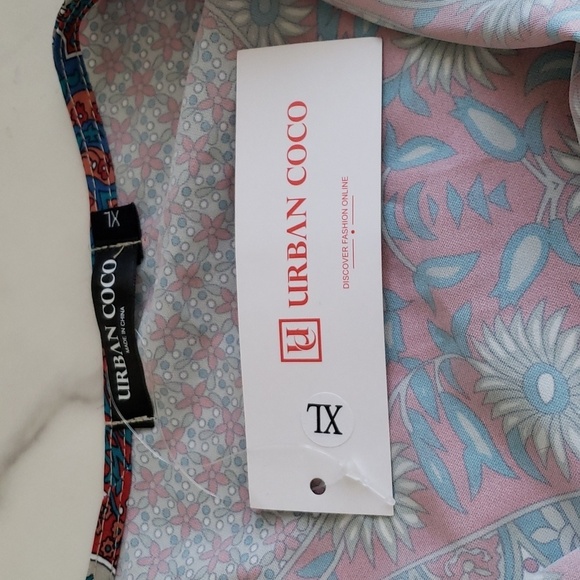 XL
URBAN COCO
MADE IN CHINA
URBAN COCO
DISCOVER FASHION ONLINE
XL